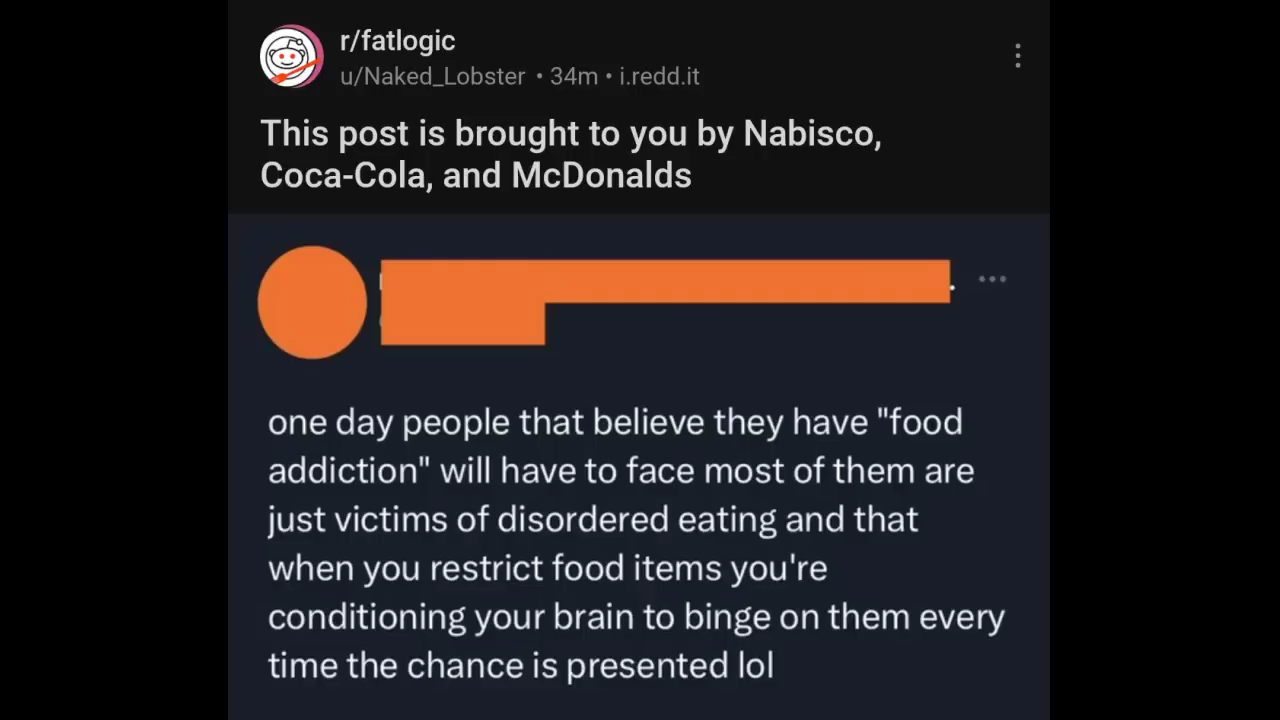 r/fatlogic
u/Naked_Lobster • 34m • i.redd.it
This post is brought to you by Nabisco,
Coca-Cola, and McDonalds
one day people that believe they have "food
addiction" will have to face most of them are
just victims of disordered eating and that
when you restrict food items you're
conditioning your brain to binge on them every
time the chance is presented lol